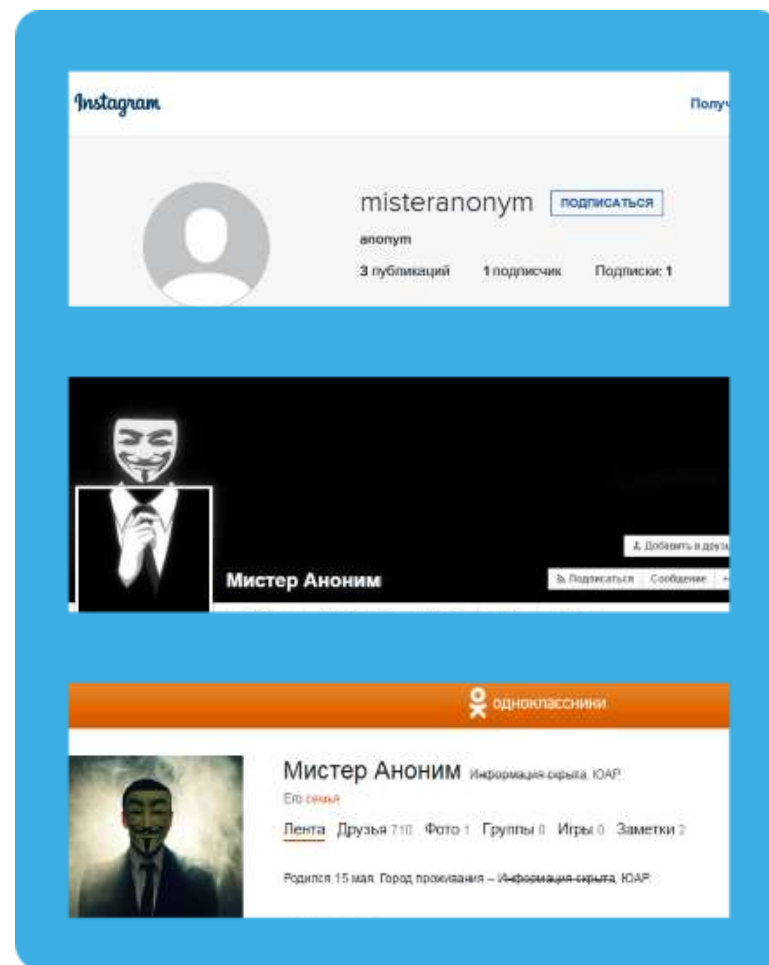 Instagram
misteranonym ПОДПИСАТЬСЯ
anonym
3 публикаций 1 подписчик Подписки: 1
Добавить в друзь
Мистер Аноним
Подписаться Сообщение
одноклассники
Мистер Аноним Информация скрыта, ЮАР
Его семья
Лента Друзья 710 Фото 1 Группы 0 Игры 0 Заметки 2
Родился 15 мая. Город проживания – Информация скрыта, ЮАР